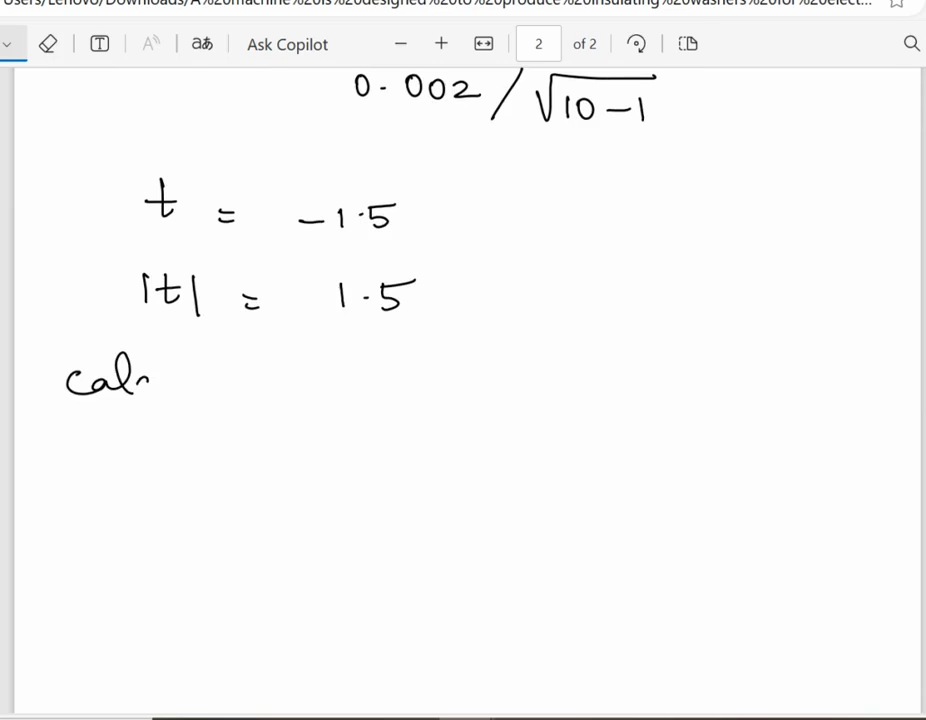 Users/Lenovo/Downloads/A%20machine%20is%20designed%20to%20produce%20insulating%20washers%20for%20elect...
Ask Copilot
2
of 2
0.002/√10-1
t = -1.5
|t| = 1.5
cal